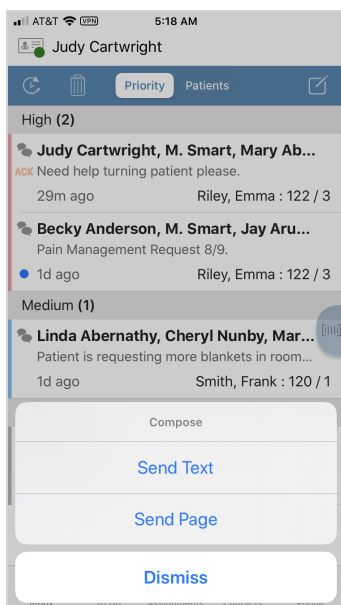 AT&T VPN 5:18 AM
Judy Cartwright
Priority Patients
High (2)
Judy Cartwright, M. Smart, Mary Ab...
ACK Need help turning patient please.
29m ago Riley, Emma : 122 / 3
Becky Anderson, M. Smart, Jay Aru...
Pain Management Request 8/9.
1d ago Riley, Emma : 122 / 3
Medium (1)
Linda Abernathy, Cheryl Nunby, Mar...
Patient is requesting more blankets in room...
1d ago Smith, Frank : 120 / 1
Compose
Send Text
Send Page
Dismiss